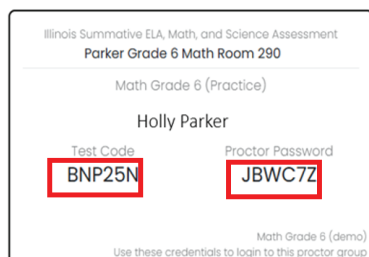 Illinois Summative ELA, Math, and Science Assessment
Parker Grade 6 Math Room 290
Math Grade 6 (Practice)
Holly Parker
Test Code Proctor Password
BNP25N JBWC7Z
Math Grade 6 (demo)
Use these credentials to login to this proctor group